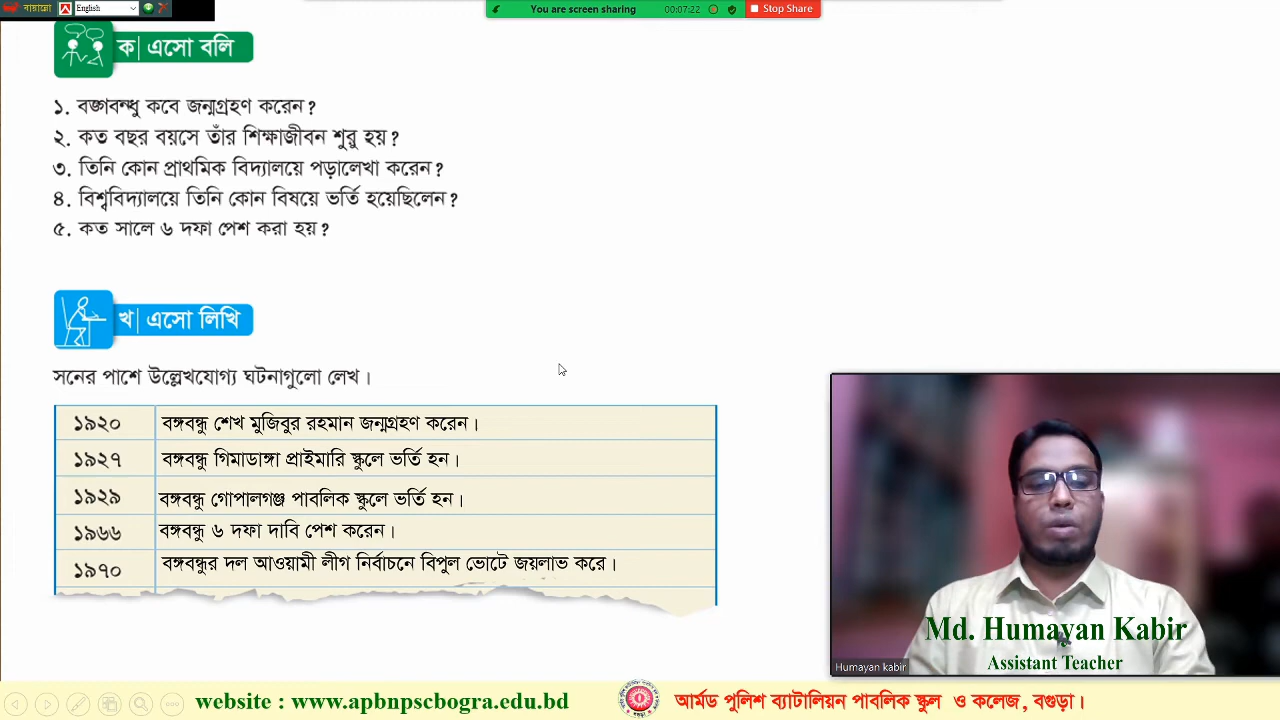 বায়ান্নো
English
You are screen sharing
00:07:22
Stop Share
ক| এসো বলি
১. বঙ্গবন্ধু কবে জন্মগ্রহণ করেন?
২. কত বছর বয়সে তাঁর শিক্ষাজীবন শুরু হয়?
৩. তিনি কোন প্রাথমিক বিদ্যালয়ে পড়ালেখা করেন?
৪. বিশ্ববিদ্যালয়ে তিনি কোন বিষয়ে ভর্তি হয়েছিলেন?
৫. কত সালে ৬ দফা পেশ করা হয়?
খ| এসো লিখি
সনের পাশে উল্লেখযোগ্য ঘটনাগুলো লেখ।
১৯২০ বঙ্গবন্ধু শেখ মুজিবুর রহমান জন্মগ্রহণ করেন।
১৯২৭ বঙ্গবন্ধু গিমাডাঙ্গা প্রাইমারি স্কুলে ভর্তি হন।
১৯২৯ বঙ্গবন্ধু গোপালগঞ্জ পাবলিক স্কুলে ভর্তি হন।
১৯৬৬ বঙ্গবন্ধু ৬ দফা দাবি পেশ করেন।
১৯৭০ বঙ্গবন্ধুর দল আওয়ামী লীগ নির্বাচনে বিপুল ভোটে জয়লাভ করে।
Md. Humayan Kabir
Assistant Teacher
Humayan kabir
website : www.apbnpscbogra.edu.bd
আর্মড পুলিশ ব্যাটালিয়ন পাবলিক স্কুল ও কলেজ, বগুড়া।